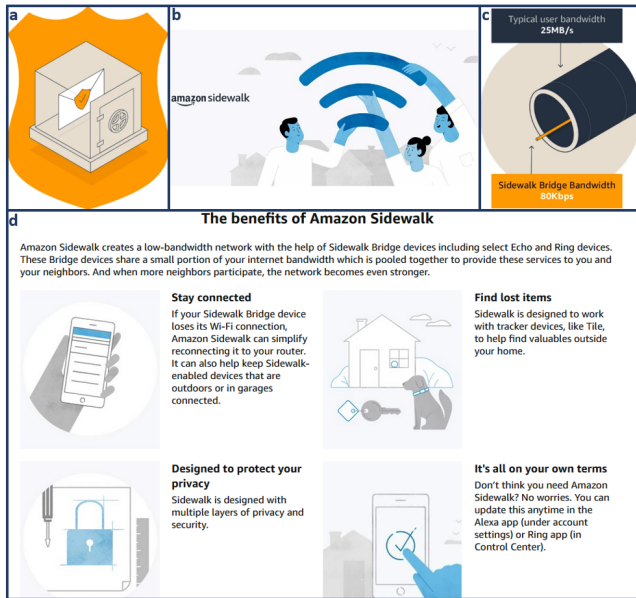 a
b
c
amazon sidewalk
Typical user bandwidth
25MB/s
Sidewalk Bridge Bandwidth
80Kbps
d
The benefits of Amazon Sidewalk
Amazon Sidewalk creates a low-bandwidth network with the help of Sidewalk Bridge devices including select Echo and Ring devices.
These Bridge devices share a small portion of your internet bandwidth which is pooled together to provide these services to you and
your neighbors. And when more neighbors participate, the network becomes even stronger.
Stay connected
If your Sidewalk Bridge device
loses its Wi-Fi connection,
Amazon Sidewalk can simplify
reconnecting it to your router.
It can also help keep Sidewalk-
enabled devices that are
outdoors or in garages
connected.
Find lost items
Sidewalk is designed to work
with tracker devices, like Tile,
to help find valuables outside
your home.
Designed to protect your
privacy
Sidewalk is designed with
multiple layers of privacy and
security.
It's all on your own terms
Don't think you need Amazon
Sidewalk? No worries. You can
update this anytime in the
Alexa app (under account
settings) or Ring app (in
Control Center).